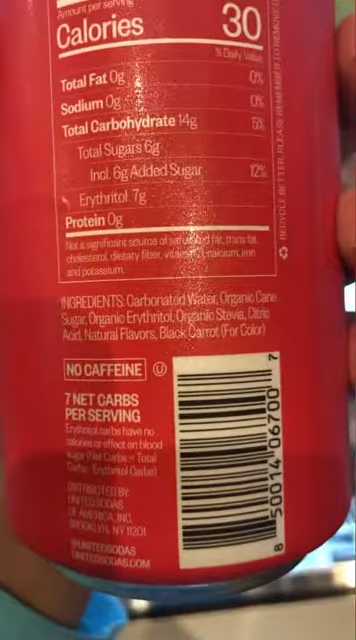 Amount per serving
Calories 30
% Daily Value
Total Fat 0g 0%
Sodium 0g 0%
Total Carbohydrate 14g 5%
Total Sugars 6g
Incl. 6g Added Sugar 12%
Erythritol 7g
Protein 0g
Not a significant source of saturated fat, trans fat,
cholesterol, dietary fiber, vitamin D, calcium, iron
and potassium.
INGREDIENTS: Carbonated Water, Organic Cane
Sugar, Organic Erythritol, Organic Stevia, Citric
Acid, Natural Flavors, Black Carrot (For Color)
NO CAFFEINE U
7 NET CARBS
PER SERVING
Erythritol carbs have no
calories or effect on blood
sugar (Net Carbs = Total
Carbs - Erythritol Carbs)
DISTRIBUTED BY:
UNITED SODAS
OF AMERICA, INC.
BROOKLYN, NY 11201
@UNITEDSODAS
UNITEDSODAS.COM
8 50014 06700 7
RECYCLE BETTER, PLEASE REMEMBER TO REMOVE